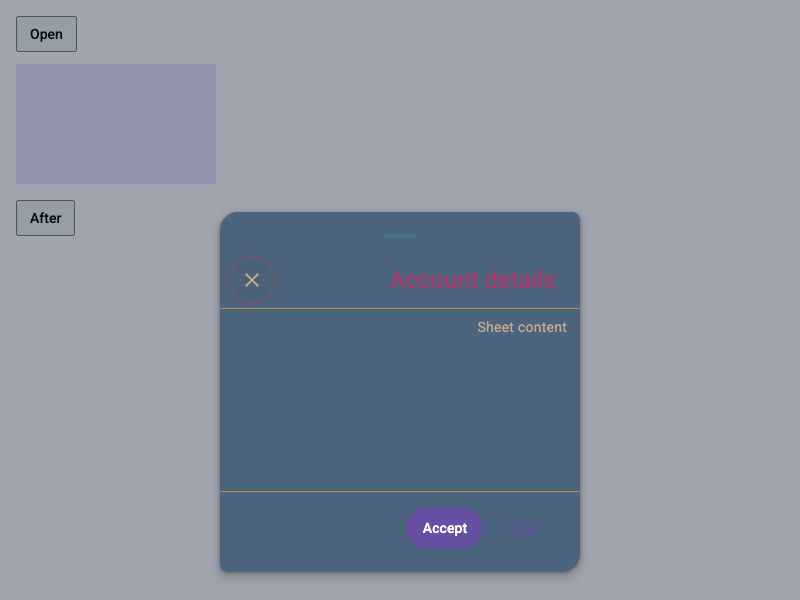 Open
After
Account details
Sheet content
Accept